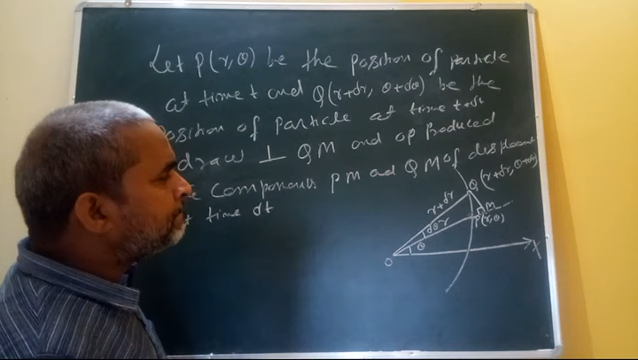 Let P(r,θ) be the position of particle
at time t and Q(r+dr, θ+dθ) be the
position of particle at time t+dt
draw ⊥ QM and OP Produced
components PM and QM of displacement
time dt
Q (r+dr, θ+dθ)
r+dr
r
M
dθ
P(r,θ)
θ
O
X